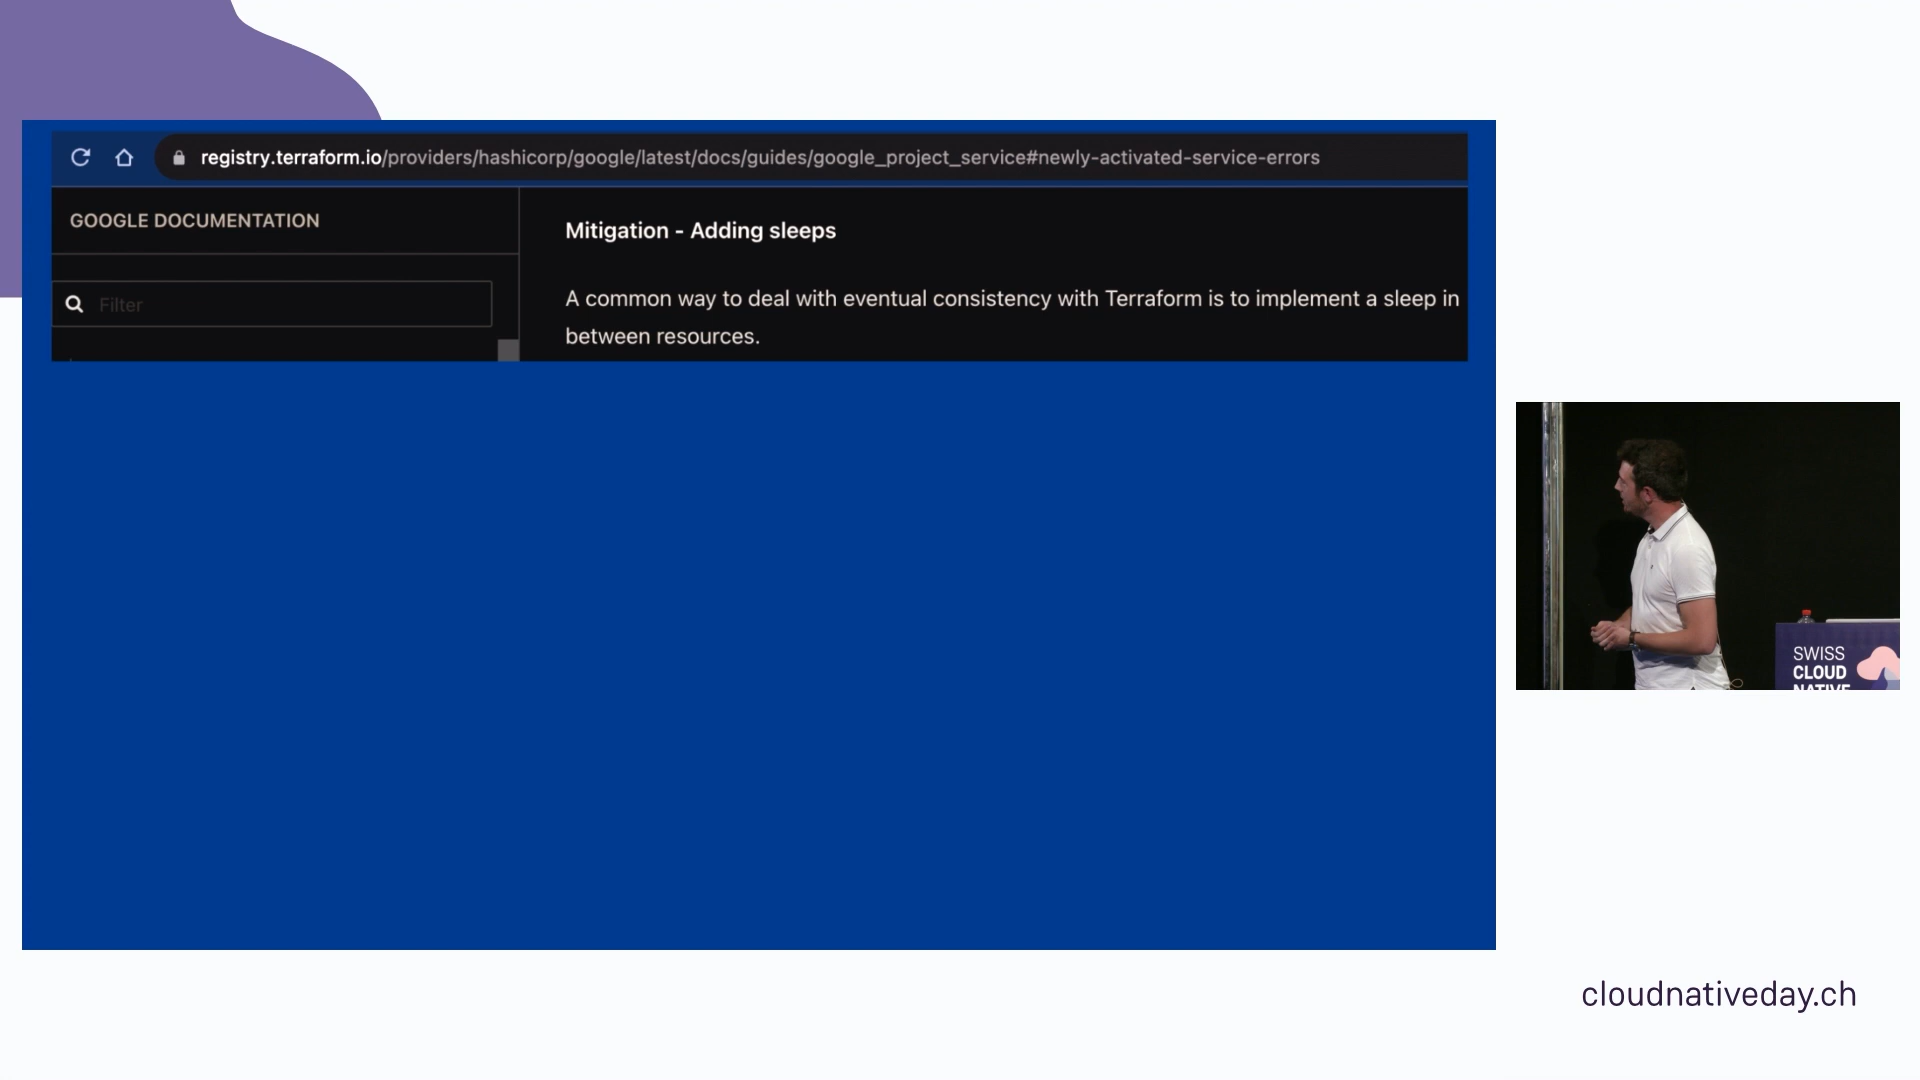 registry.terraform.io/providers/hashicorp/google/latest/docs/guides/google_project_service#newly-activated-service-errors
GOOGLE DOCUMENTATION
Filter
Mitigation - Adding sleeps
A common way to deal with eventual consistency with Terraform is to implement a sleep in
between resources.
SWISS
CLOUD
NATIVE
cloudnativeday.ch